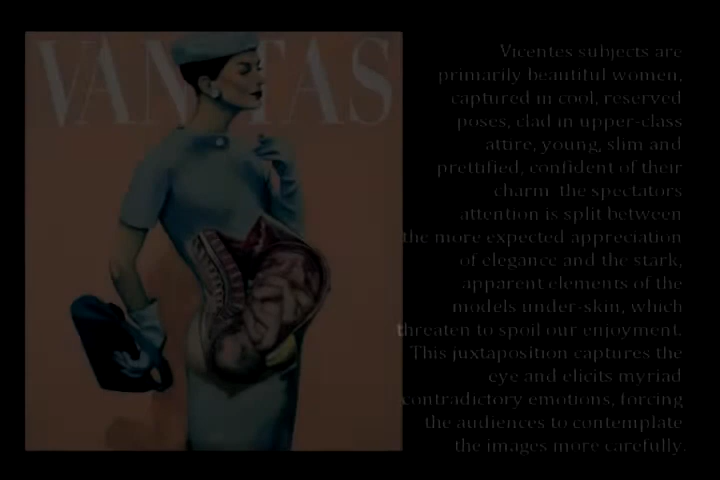 VANITAS
Vicentes subjects are
primarily beautiful women,
captured in cool, reserved
poses, clad in upper-class
attire, young, slim and
prettified, confident of their
charm. the spectators
attention is split between
the more expected appreciation
of elegance and the stark,
apparent elements of the
models under-skin, which
threaten to spoil our enjoyment.
This juxtaposition captures the
eye and elicits myriad
contradictory emotions, forcing
the audiences to contemplate
the images more carefully.